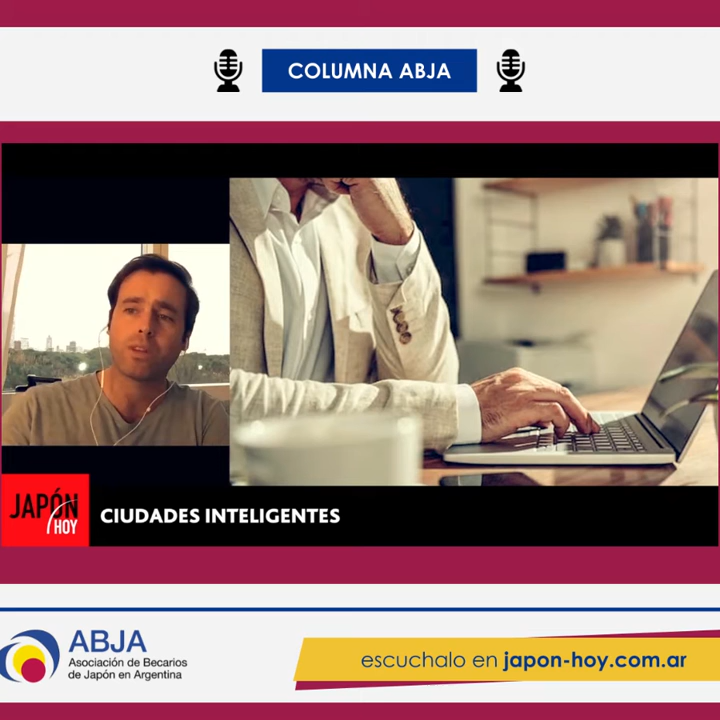 COLUMNA ABJA
JAPÓN
HOY
CIUDADES INTELIGENTES
ABJA
Asociación de Becarios
de Japón en Argentina
escuchalo en japon-hoy.com.ar